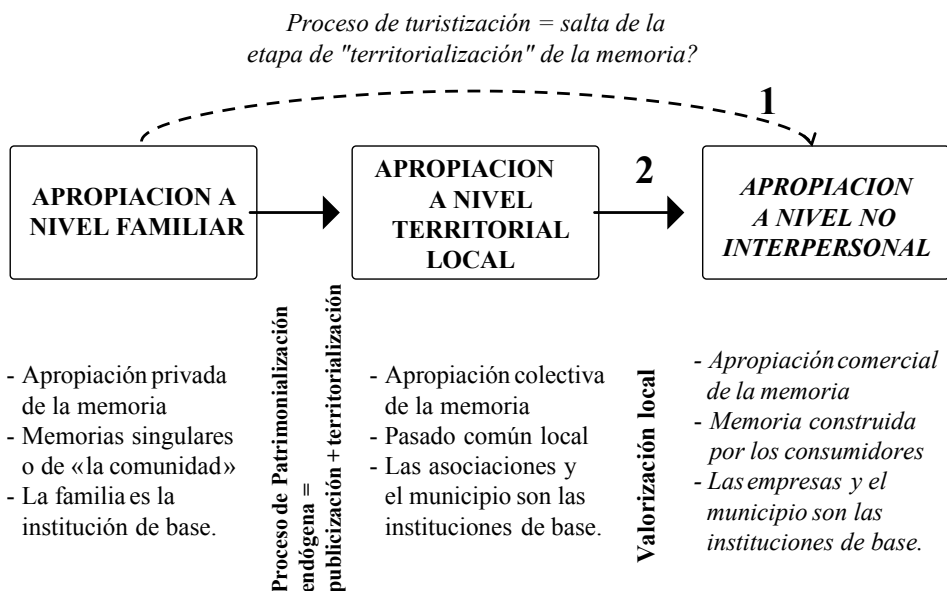 Proceso de turistización = salta de la
etapa de "territorialización" de la memoria?
1
APROPIACION A
NIVEL FAMILIAR
APROPIACION
A NIVEL
TERRITORIAL
LOCAL
2
APROPIACION
A NIVEL NO
INTERPERSONAL
- Apropiación privada
de la memoria
- Memorias singulares
o de «la comunidad»
- La familia es la
institución de base.
Proceso de Patrimonialización
endógena =
publicización + territorialización
- Apropiación colectiva
de la memoria
- Pasado común local
- Las asociaciones y
el municipio son las
instituciones de base.
Valorización local
- Apropiación comercial
de la memoria
- Memoria construida
por los consumidores
- Las empresas y el
municipio son las
instituciones de base.